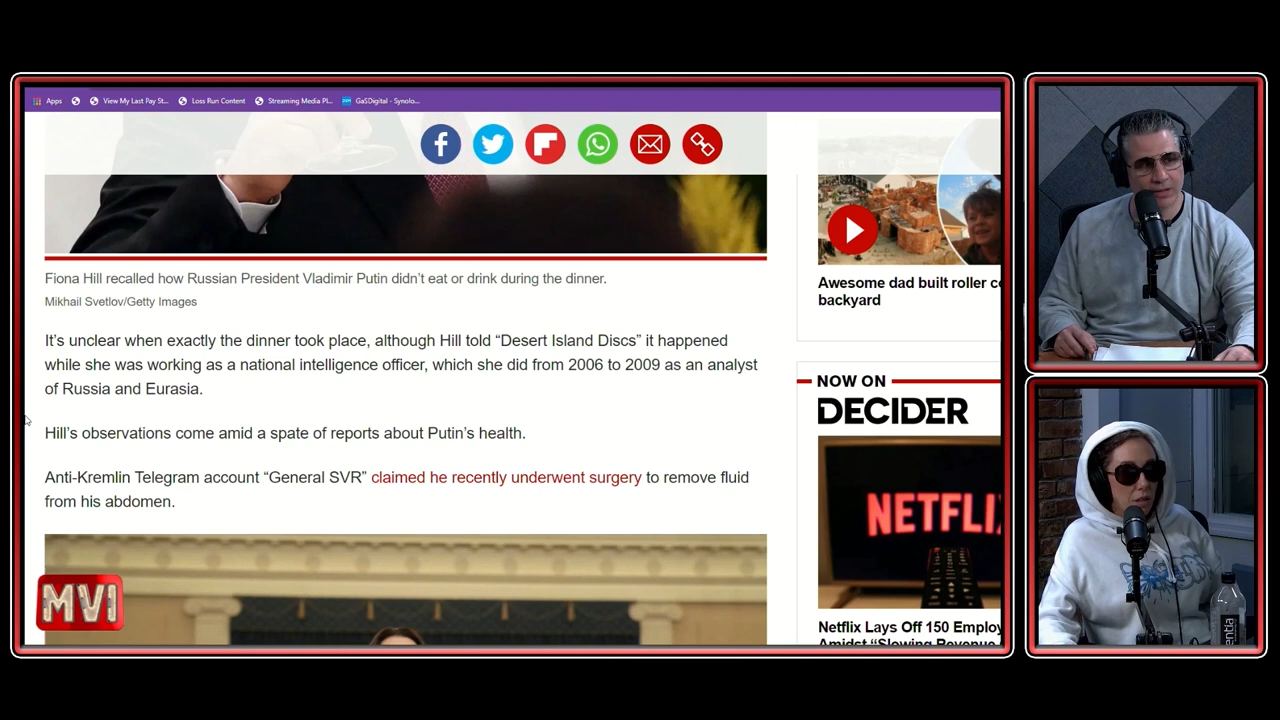 Apps
View My Last Pay St...
Loss Run Content
Streaming Media Pl...
GaSDigital - Synolo...
Fiona Hill recalled how Russian President Vladimir Putin didn’t eat or drink during the dinner.
Mikhail Svetlov/Getty Images
It’s unclear when exactly the dinner took place, although Hill told “Desert Island Discs” it happened
while she was working as a national intelligence officer, which she did from 2006 to 2009 as an analyst
of Russia and Eurasia.
Hill’s observations come amid a spate of reports about Putin’s health.
Anti-Kremlin Telegram account “General SVR” claimed he recently underwent surgery to remove fluid
from his abdomen.
MVI
Awesome dad built roller co
backyard
NOW ON
DECIDER
NETFLI
Netflix Lays Off 150 Employ
Amidst “Slowing Revenue
entia